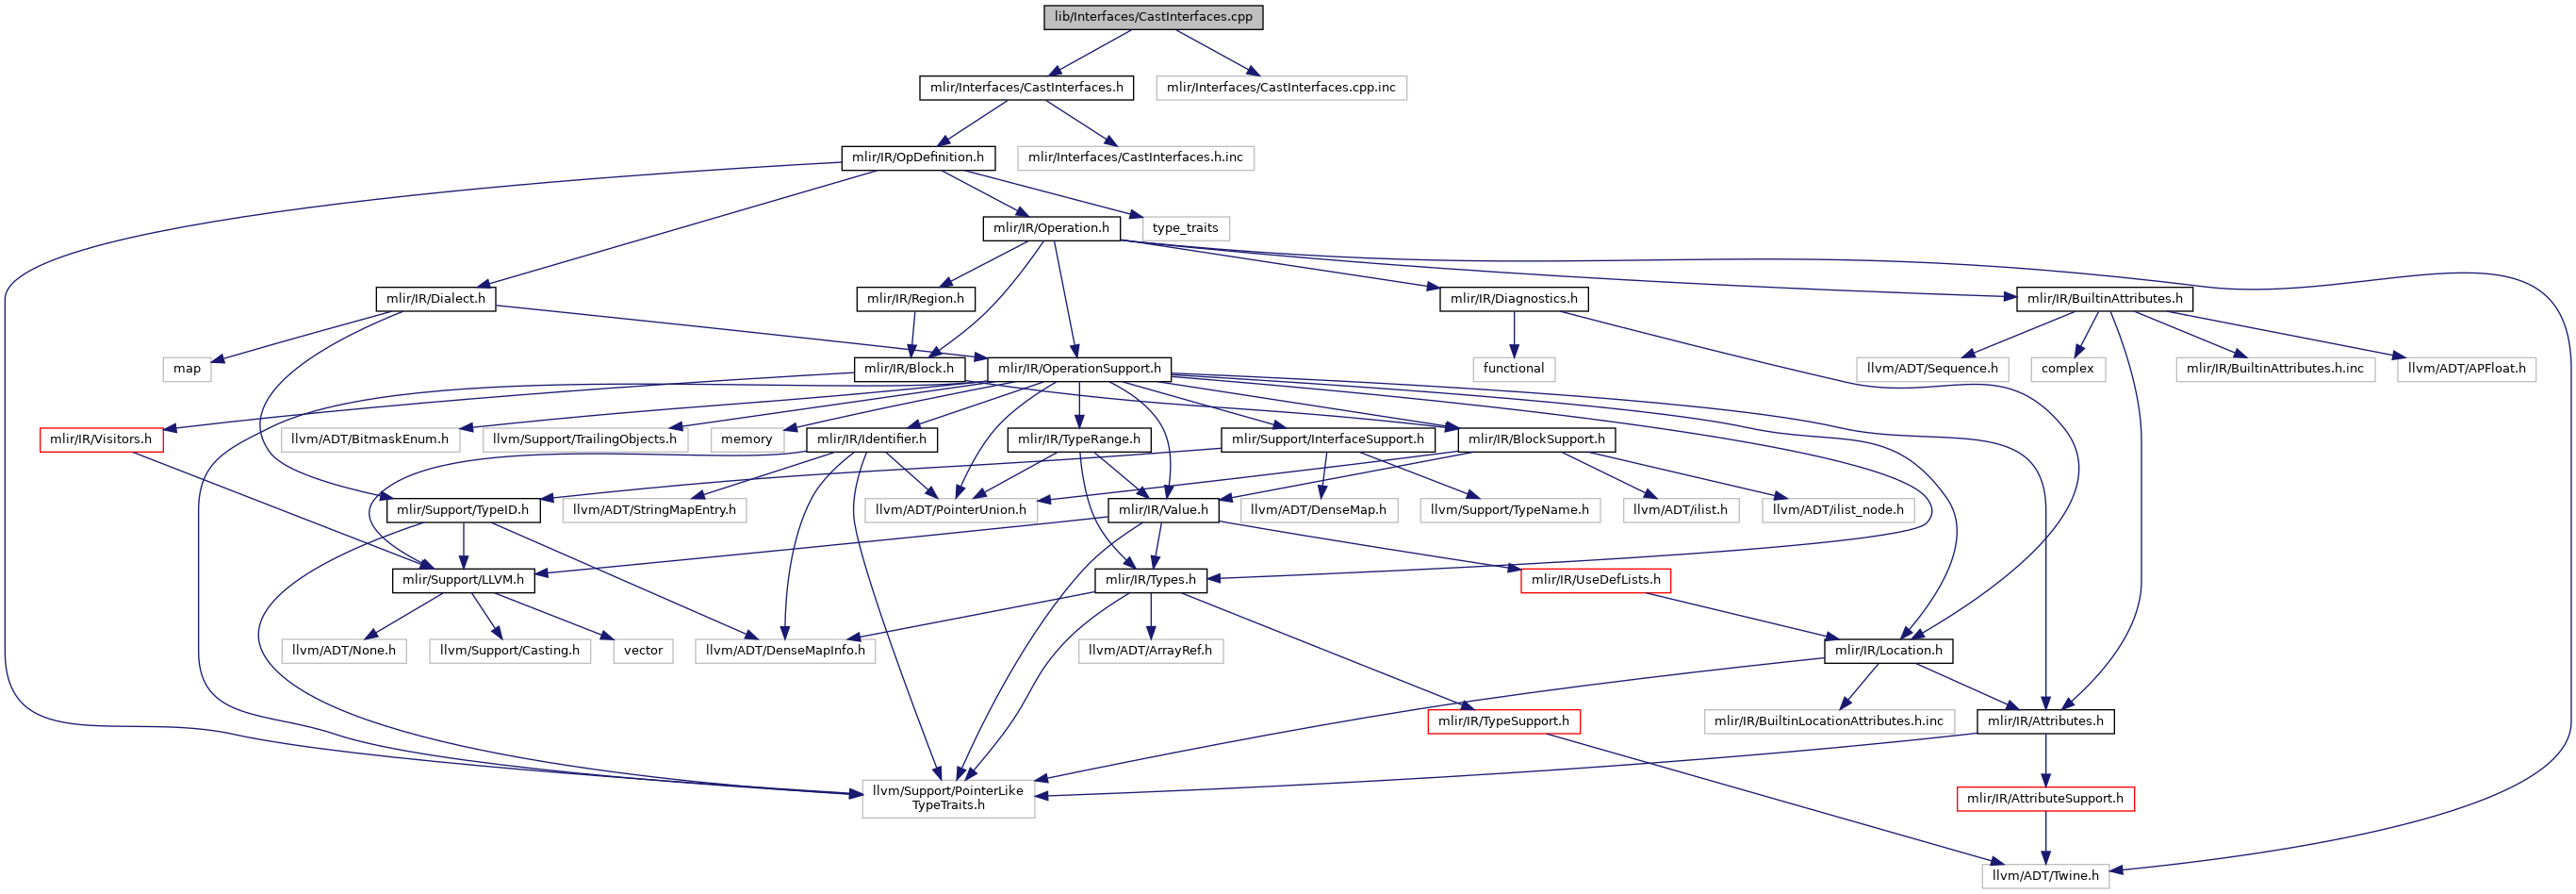 lib/Interfaces/CastInterfaces.cpp
mlir/Interfaces/CastInterfaces.h
mlir/Interfaces/CastInterfaces.cpp.inc
mlir/IR/OpDefinition.h
mlir/Interfaces/CastInterfaces.h.inc
mlir/IR/Operation.h
type_traits
mlir/IR/Dialect.h
mlir/IR/Region.h
mlir/IR/Diagnostics.h
mlir/IR/BuiltinAttributes.h
map
mlir/IR/Block.h
mlir/IR/OperationSupport.h
functional
llvm/ADT/Sequence.h
complex
mlir/IR/BuiltinAttributes.h.inc
llvm/ADT/APFloat.h
mlir/IR/Visitors.h
llvm/ADT/BitmaskEnum.h
llvm/Support/TrailingObjects.h
memory
mlir/IR/Identifier.h
mlir/IR/TypeRange.h
mlir/Support/InterfaceSupport.h
mlir/IR/BlockSupport.h
mlir/Support/TypeID.h
llvm/ADT/StringMapEntry.h
llvm/ADT/PointerUnion.h
mlir/IR/Value.h
llvm/ADT/DenseMap.h
llvm/Support/TypeName.h
llvm/ADT/ilist.h
llvm/ADT/ilist_node.h
mlir/Support/LLVM.h
mlir/IR/Types.h
mlir/IR/UseDefLists.h
llvm/ADT/None.h
llvm/Support/Casting.h
vector
llvm/ADT/DenseMapInfo.h
llvm/ADT/ArrayRef.h
mlir/IR/Location.h
mlir/IR/TypeSupport.h
mlir/IR/BuiltinLocationAttributes.h.inc
mlir/IR/Attributes.h
llvm/Support/PointerLike
TypeTraits.h
mlir/IR/AttributeSupport.h
llvm/ADT/Twine.h